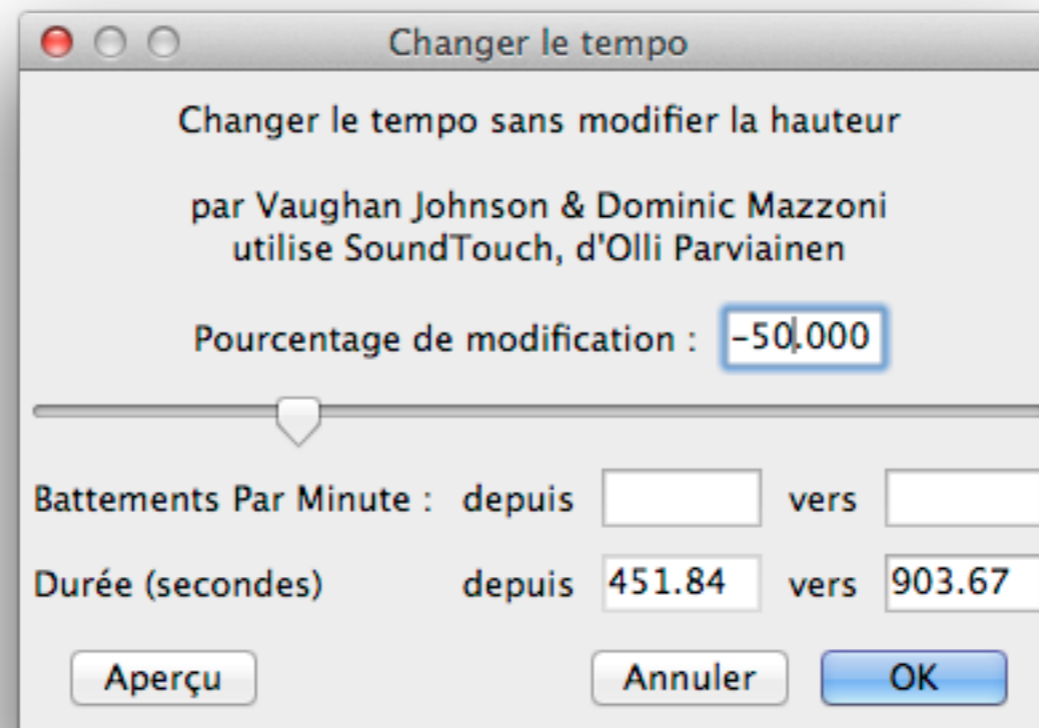 Changer le tempo
Changer le tempo sans modifier la hauteur
par Vaughan Johnson & Dominic Mazzoni
utilise SoundTouch, d'Olli Parviainen
Pourcentage de modification : -50.000
Battements Par Minute : depuis vers
Durée (secondes) depuis 451.84 vers 903.67
Aperçu Annuler OK